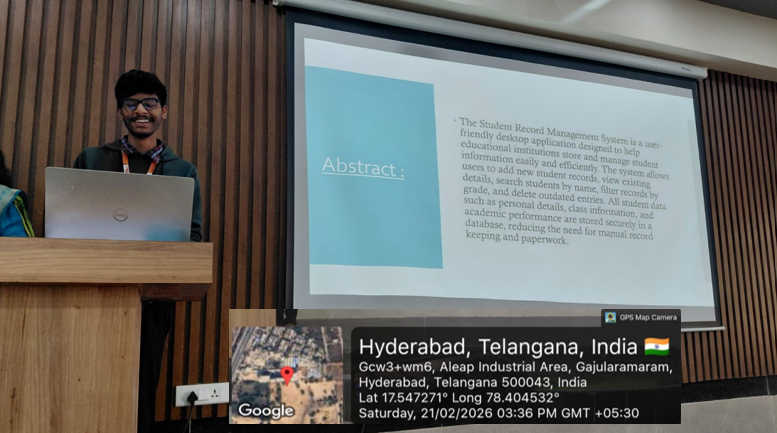 Abstract :
· The Student Record Management System is a user-
friendly desktop application designed to help
educational institutions store and manage student
information easily and efficiently. The system allows
users to add new student records, view existing
details, search students by name, filter records by
grade, and delete outdated entries. All student data
such as personal details, class information, and
academic performance are stored securely in a
database, reducing the need for manual record
keeping and paperwork.
DELL
GPS Map Camera
Hyderabad, Telangana, India 🇮🇳
Gcw3+wm6, Aleap Industrial Area, Gajularamaram,
Hyderabad, Telangana 500043, India
Lat 17.547271° Long 78.404532°
Saturday, 21/02/2026 03:36 PM GMT +05:30
Google